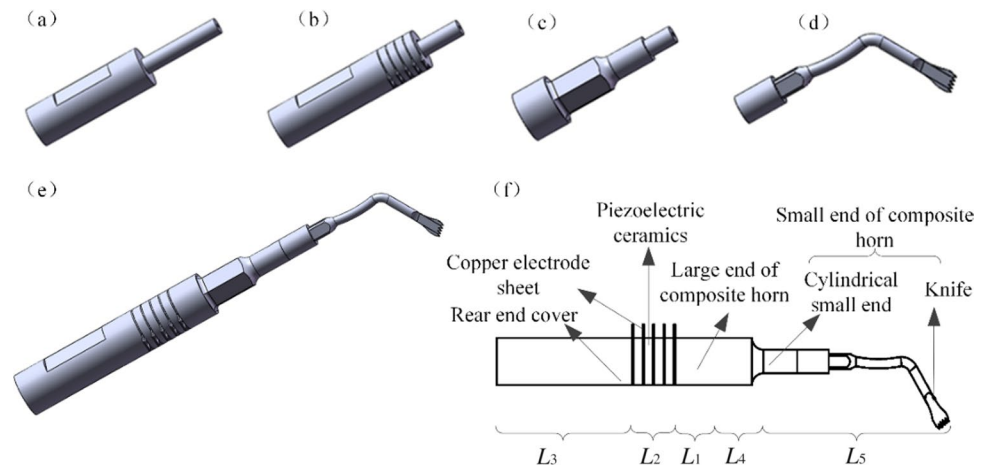 (a)
(b)
(c)
(d)
(e)
(f)
Piezoelectric
ceramics
Small end of composite
horn
Copper electrode
sheet
Large end of
composite horn
Cylindrical
small end
Knife
Rear end cover
L3
L2
L1
L4
L5